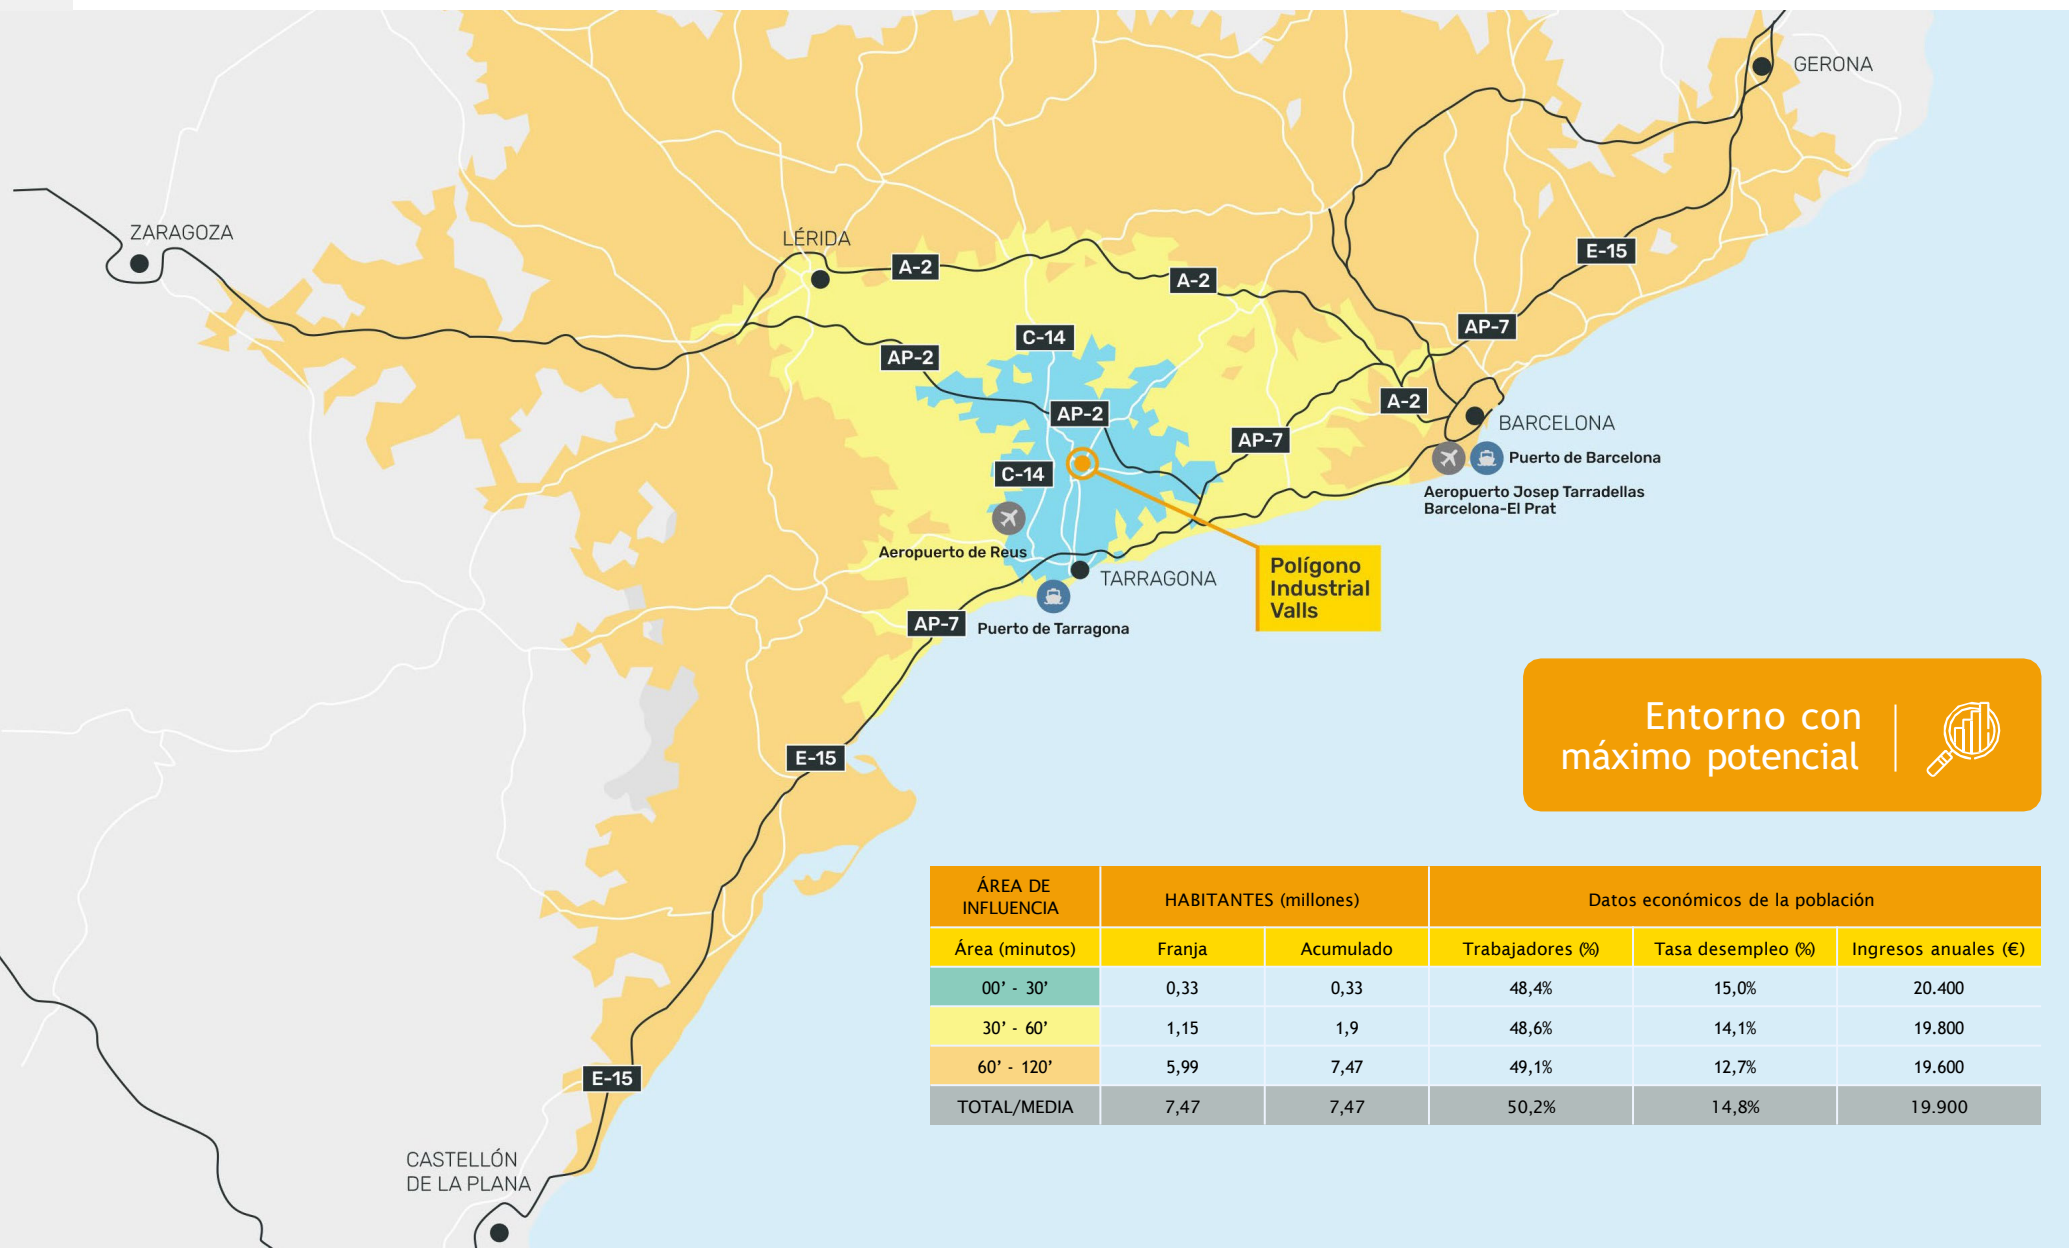 GERONA
ZARAGOZA
LÉRIDA
A-2
A-2
E-15
AP-7
C-14
AP-2
A-2
AP-2
BARCELONA
AP-7
Puerto de Barcelona
C-14
Aeropuerto Josep Tarradellas
Barcelona-El Prat
Aeropuerto de Reus
Polígono
Industrial
Valls
TARRAGONA
AP-7
Puerto de Tarragona
E-15
Entorno con
máximo potencial
ÁREA DE
INFLUENCIA
HABITANTES (millones)
Datos económicos de la población
Área (minutos) Franja Acumulado Trabajadores (%) Tasa desempleo (%) Ingresos anuales (€)
00’ - 30’ 0,33 0,33 48,4% 15,0% 20.400
30’ - 60’ 1,15 1,9 48,6% 14,1% 19.800
60’ - 120’ 5,99 7,47 49,1% 12,7% 19.600
TOTAL/MEDIA 7,47 7,47 50,2% 14,8% 19.900
E-15
CASTELLÓN
DE LA PLANA